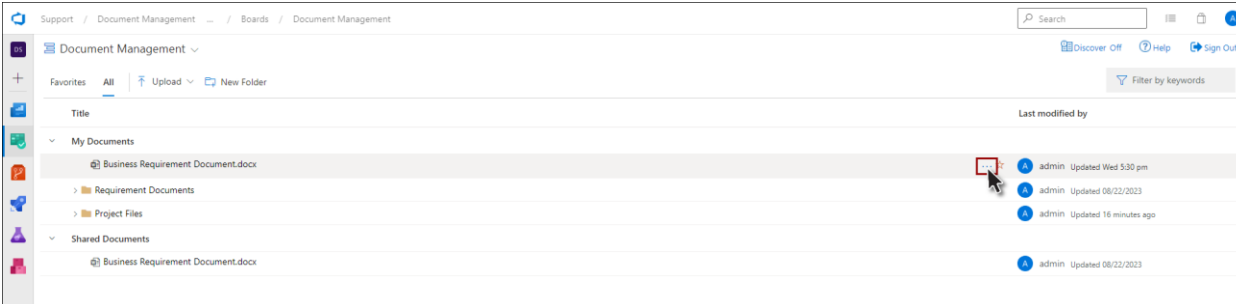 Support / Document Management ... / Boards / Document Management Search
DS Document Management Discover Off Help Sign Out
Favorites All Upload New Folder Filter by keywords
Title Last modified by
My Documents
Business Requirement Document.docx ... A admin Updated Wed 5:30 pm
Requirement Documents A admin Updated 08/22/2023
Project Files A admin Updated 16 minutes ago
Shared Documents
Business Requirement Document.docx A admin Updated 08/22/2023